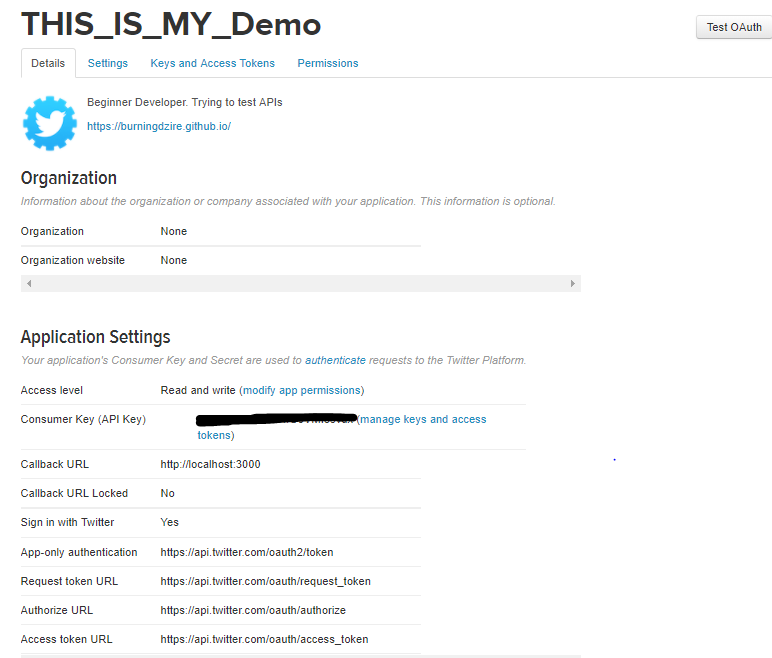 THIS_IS_MY_Demo
Test OAuth
Details Settings Keys and Access Tokens Permissions
Beginner Developer. Trying to test APIs
https://burningdzire.github.io/
Organization
Information about the organization or company associated with your application. This information is optional.
Organization None
Organization website None
Application Settings
Your application's Consumer Key and Secret are used to authenticate requests to the Twitter Platform.
Access level Read and write (modify app permissions)
Consumer Key (API Key) (manage keys and access
tokens)
Callback URL http://localhost:3000
Callback URL Locked No
Sign in with Twitter Yes
App-only authentication https://api.twitter.com/oauth2/token
Request token URL https://api.twitter.com/oauth/request_token
Authorize URL https://api.twitter.com/oauth/authorize
Access token URL https://api.twitter.com/oauth/access_token